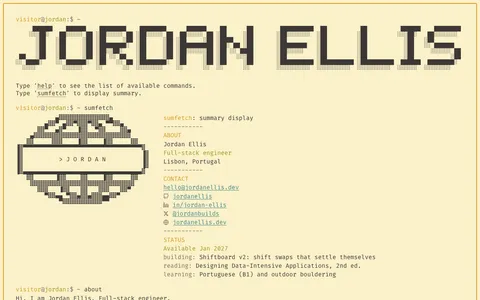 visitor@jordan:$ ~
JORDAN ELLIS
Type 'help' to see the list of available commands.
Type 'sumfetch' to display summary.
visitor@jordan:$ ~ sumfetch
> J O R D A N
sumfetch: summary display
-----------
ABOUT
Jordan Ellis
Full-stack engineer
Lisbon, Portugal
-----------
CONTACT
hello@jordanellis.dev
jordanellis
in/jordan-ellis
@jordanbuilds
jordanellis.dev
-----------
STATUS
Available Jan 2027
building: Shiftboard v2: shift swaps that settle themselves
reading: Designing Data-Intensive Applications, 2nd ed.
learning: Portuguese (B1) and outdoor bouldering
visitor@jordan:$ ~ about
Hi, I am Jordan Ellis. Full-stack engineer.